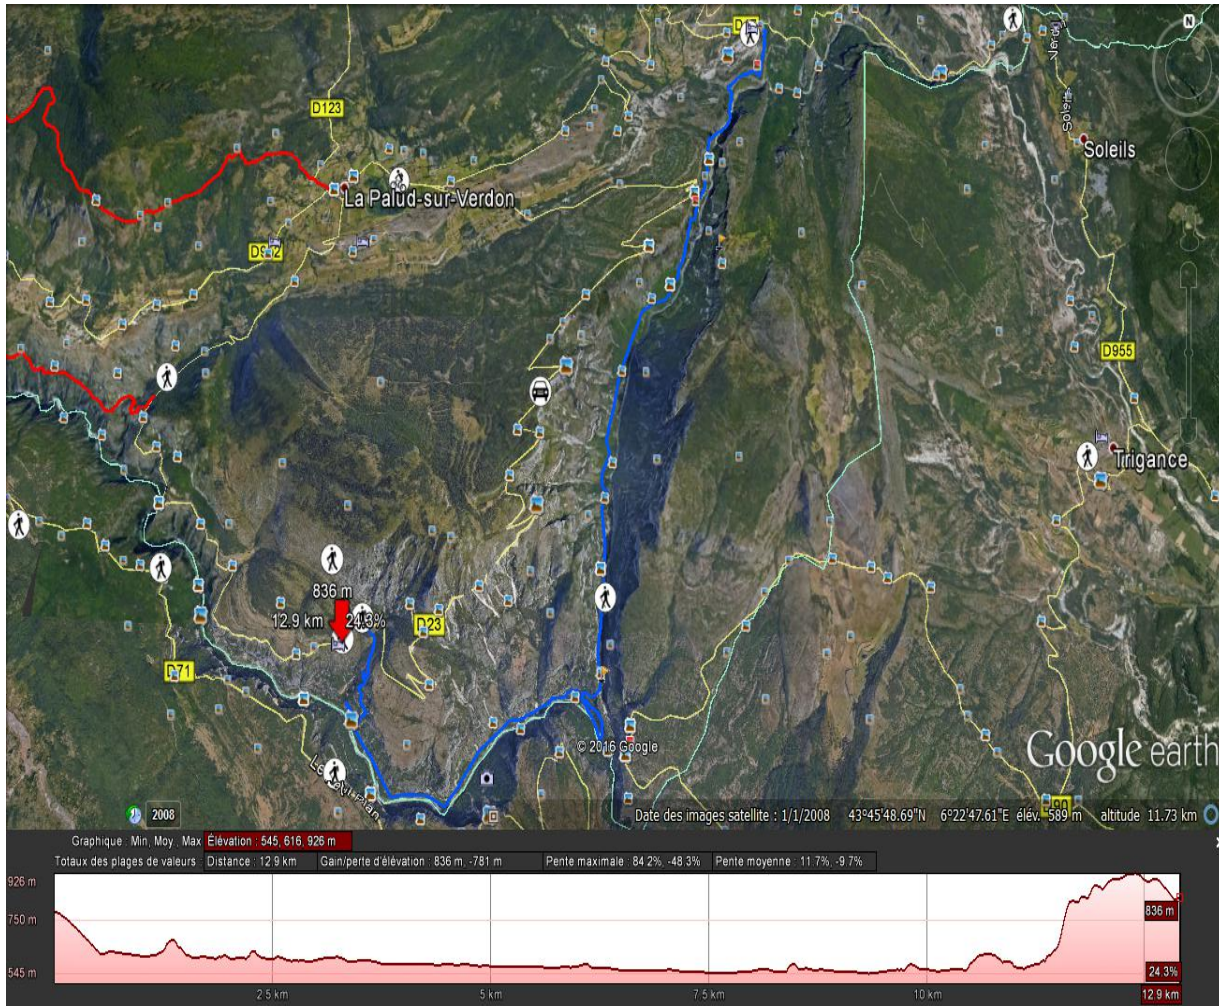 D17
N
D123
Soleils
Verdon
Soleils
La Palud-sur-Verdon
D952
D955
Trigance
836 m
12.9 km
24.3%
D23
D71
© 2016 Google
Google earth
2008
Date des images satellite : 1/1/2008 43°45'48.69"N 6°22'47.61"E élév. 589 m altitude 11.73 km
Graphique : Min, Moy., Max Élévation : 545, 616, 926 m
Totaux des plages de valeurs : Distance : 12.9 km Gain/perte d'élévation : 836 m, -781 m Pente maximale : 84.2%, -48.3% Pente moyenne : 11.7%, -9.7%
926 m
750 m
545 m
836 m
24.3%
2.5 km 5 km 7.5 km 10 km 12.9 km